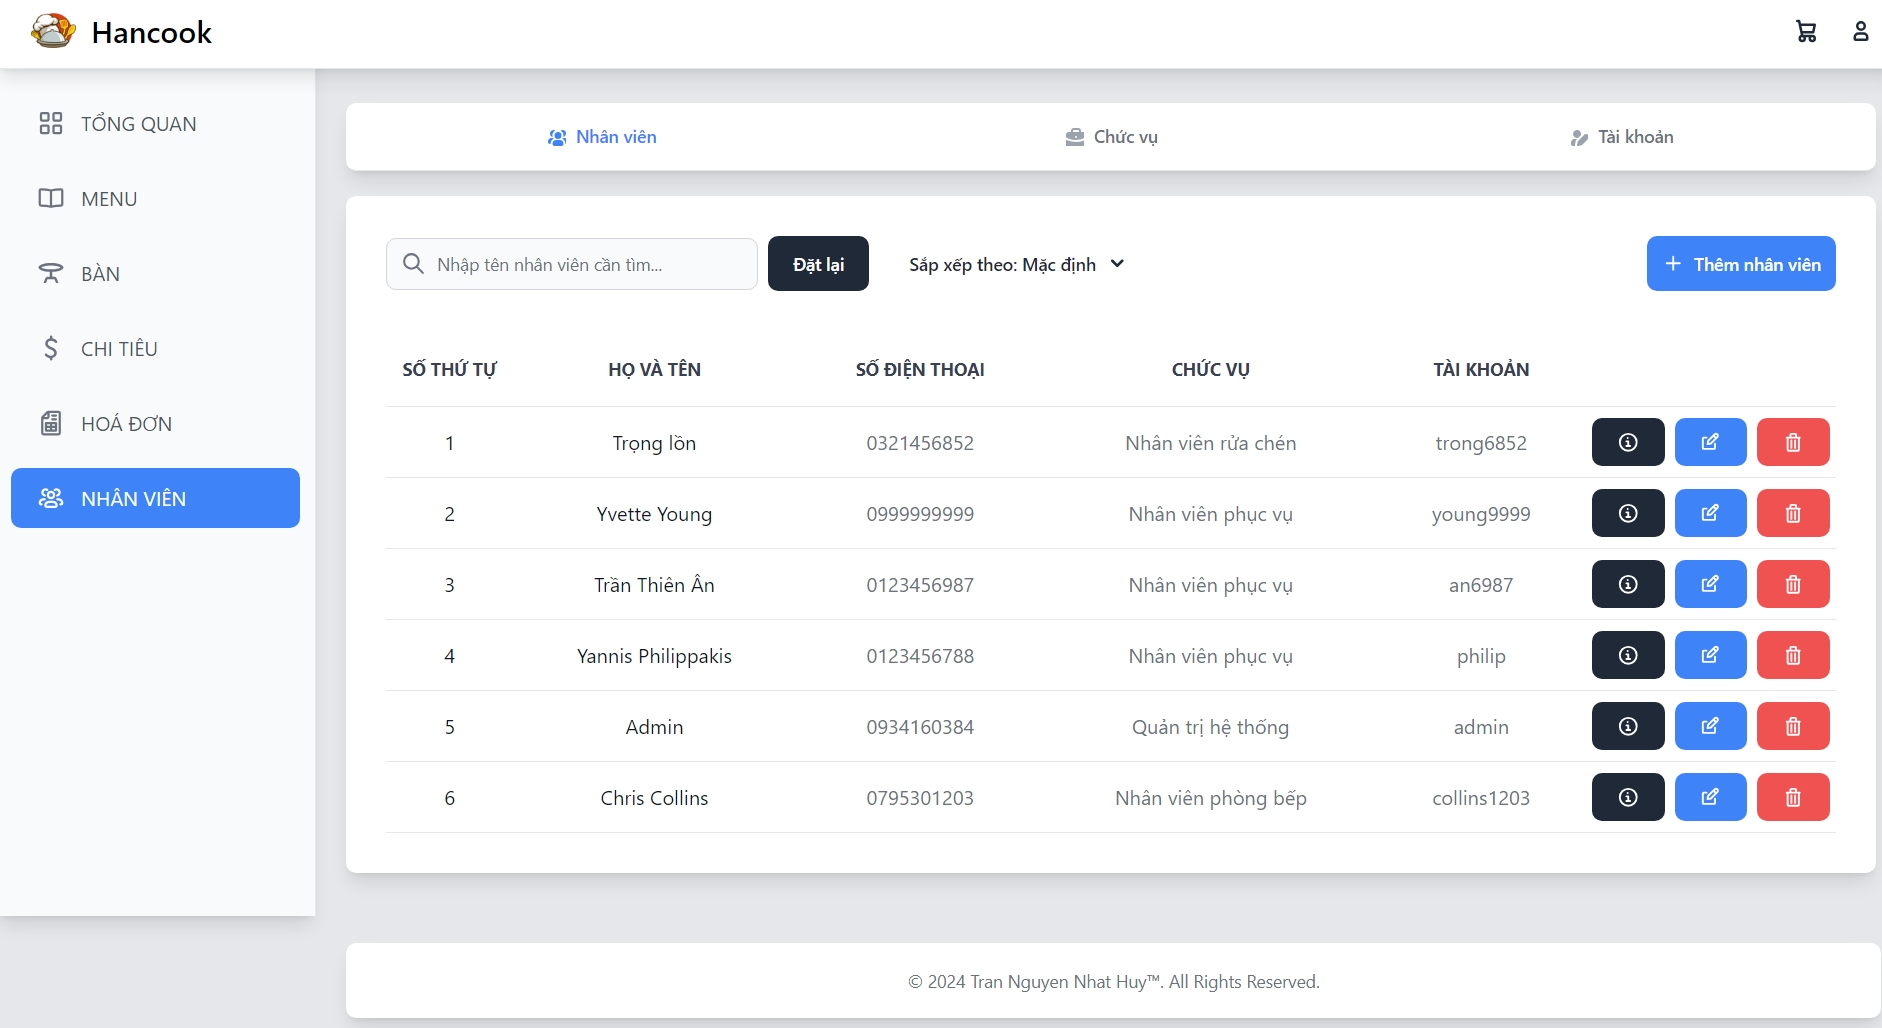 Hancook
TỔNG QUAN
MENU
BÀN
CHI TIÊU
HOÁ ĐƠN
NHÂN VIÊN
Nhân viên Chức vụ Tài khoản
Nhập tên nhân viên cần tìm... Đặt lại Sắp xếp theo: Mặc định Thêm nhân viên
SỐ THỨ TỰ HỌ VÀ TÊN SỐ ĐIỆN THOẠI CHỨC VỤ TÀI KHOẢN
1 Trọng lồn 0321456852 Nhân viên rửa chén trong6852
2 Yvette Young 0999999999 Nhân viên phục vụ young9999
3 Trần Thiên Ân 0123456987 Nhân viên phục vụ an6987
4 Yannis Philippakis 0123456788 Nhân viên phục vụ philip
5 Admin 0934160384 Quản trị hệ thống admin
6 Chris Collins 0795301203 Nhân viên phòng bếp collins1203
© 2024 Tran Nguyen Nhat Huy™. All Rights Reserved.